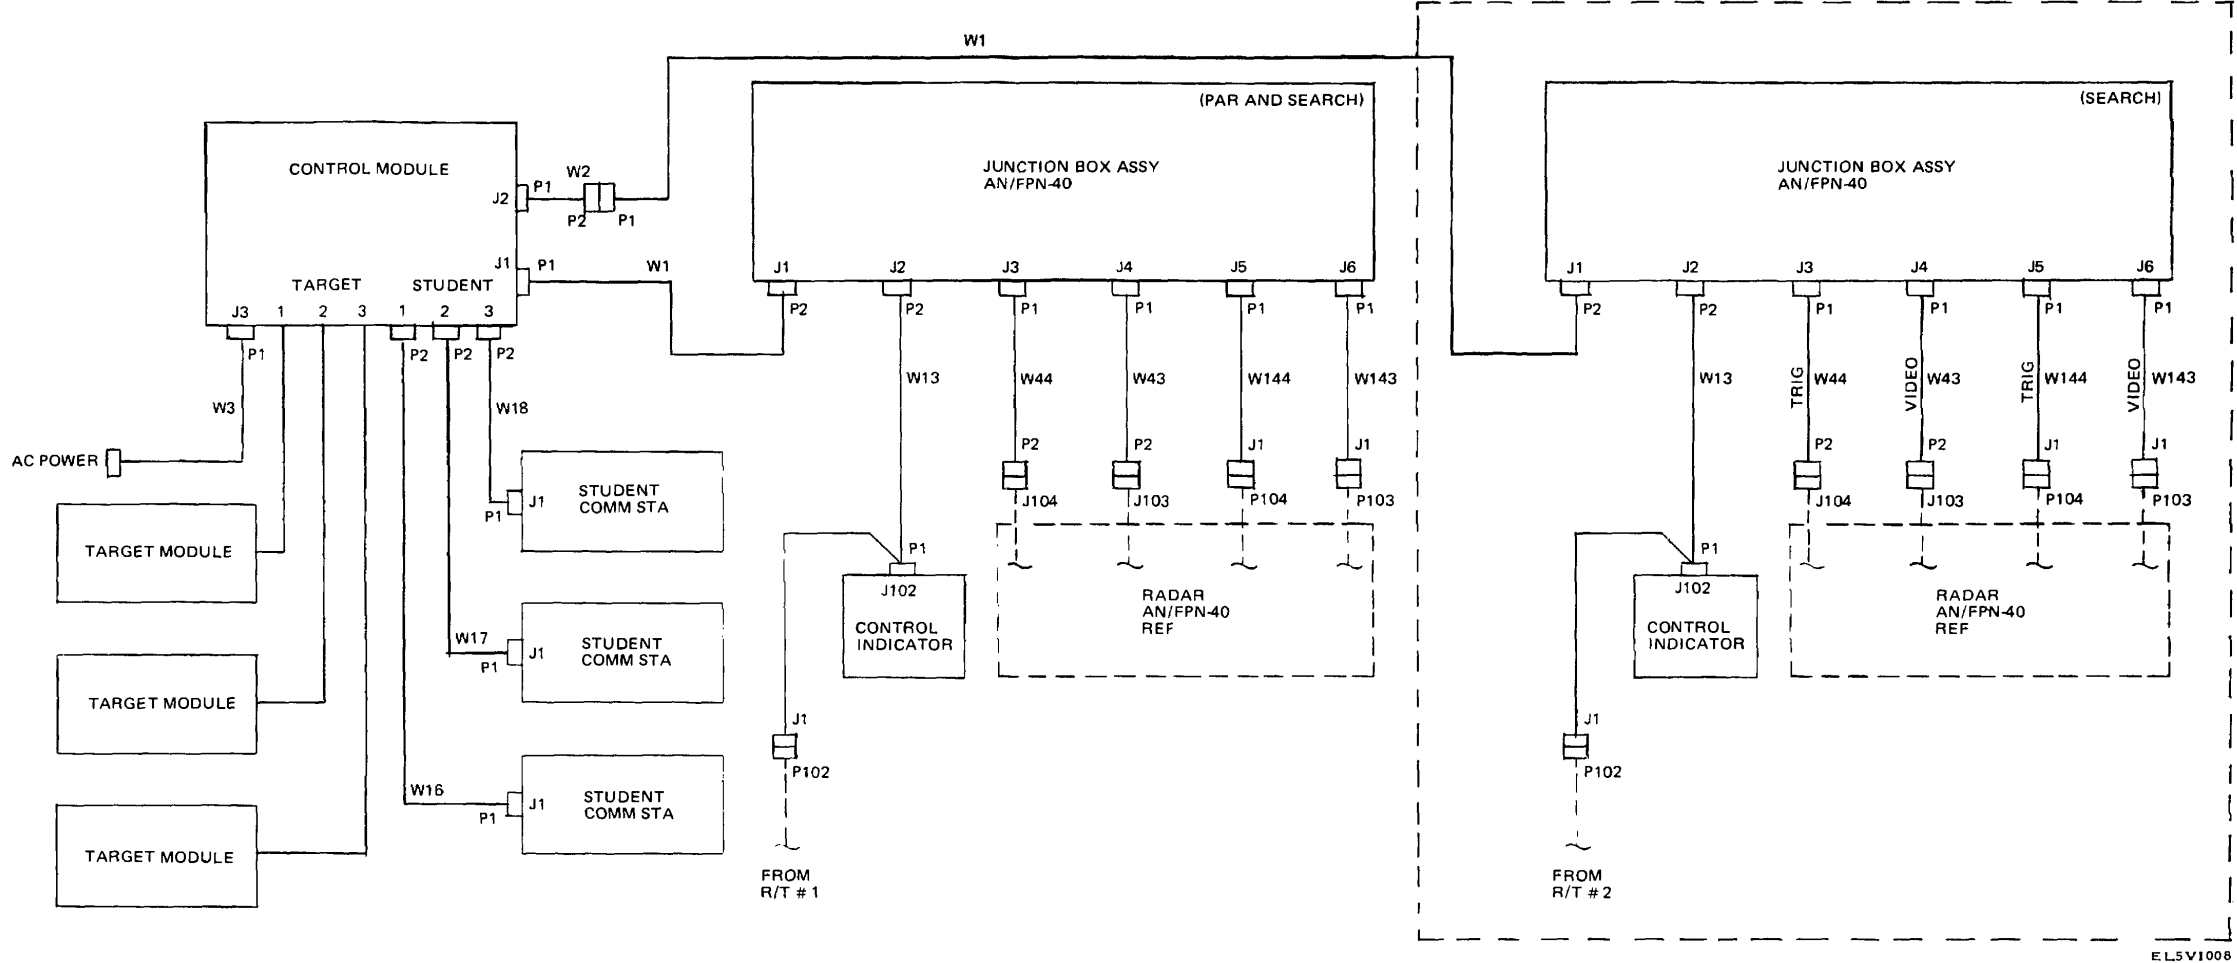 W1
(PAR AND SEARCH)
(SEARCH)
CONTROL MODULE
W2
P1
J2
P2
P1
JUNCTION BOX ASSY
AN/FPN-40
JUNCTION BOX ASSY
AN/FPN-40
J1
P1
W1
TARGET
STUDENT
J3
1
2
3
1
2
3
P1
P2
P2
P2
J1
J2
J3
J4
J5
J6
P2
P2
P1
P1
P1
P1
J1
J2
J3
J4
J5
J6
P2
P2
P1
P1
P1
P1
W3
W18
W13
W44
W43
W144
W143
W13
TRIG
W44
VIDEO
W43
TRIG
W144
VIDEO
W143
AC POWER
P2
P2
J1
J1
P2
P2
J1
J1
J104
J103
P104
P103
J104
J103
P104
P103
STUDENT
COMM STA
J1
P1
TARGET MODULE
P1
J102
CONTROL
INDICATOR
RADAR
AN/FPN-40
REF
P1
J102
CONTROL
INDICATOR
RADAR
AN/FPN-40
REF
W17
P1
J1
STUDENT
COMM STA
TARGET MODULE
J1
P102
J1
P102
W16
P1
J1
STUDENT
COMM STA
TARGET MODULE
FROM
R/T #1
FROM
R/T #2
EL5V1008